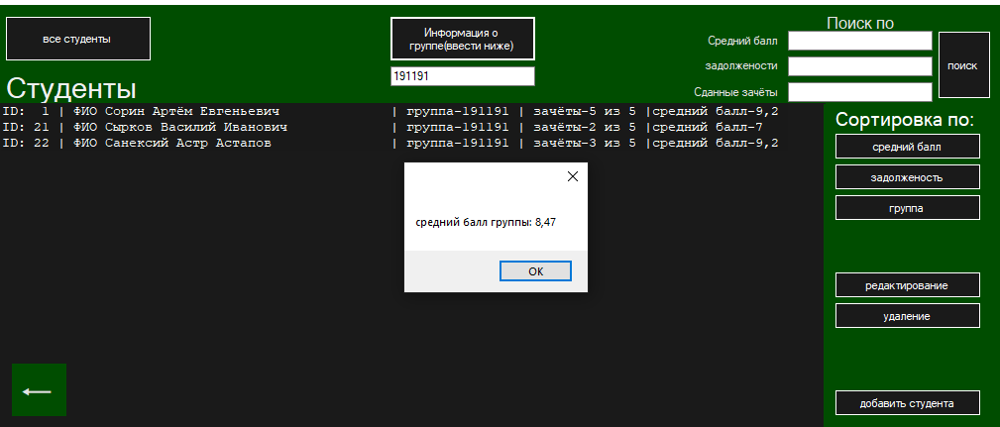 все студенты
Информация о
группе(ввести ниже)
191191
Поиск по
Средний балл
задолжености
Сданные зачёты
поиск
Студенты
ID:  1 | ФИО Сорин Артём Евгеньевич | группа-191191 | зачёты-5 из 5 |средний балл-9,2
ID: 21 | ФИО Сырков Василий Иванович | группа-191191 | зачёты-2 из 5 |средний балл-7
ID: 22 | ФИО Санексий Астр Астапов | группа-191191 | зачёты-3 из 5 |средний балл-9,2
средний балл группы: 8,47
OK
Сортировка по:
средний балл
задолженость
группа
редактирование
удаление
добавить студента